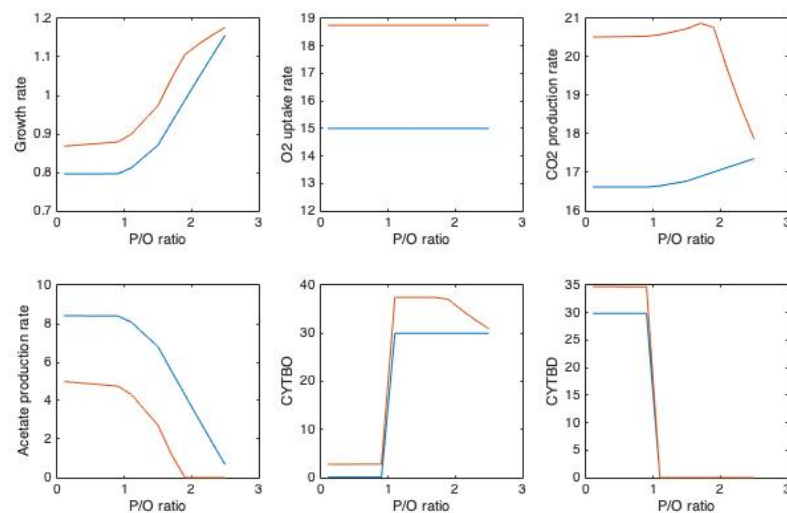 Growth rate
1.2
1.1
1
0.9
0.8
0.7
0 1 2 3
P/O ratio
O2 uptake rate
19
18
17
16
15
14
13
12
0 1 2 3
P/O ratio
CO2 production rate
21
20
19
18
17
16
0 1 2 3
P/O ratio
Acetate production rate
10
8
6
4
2
0
0 1 2 3
P/O ratio
CYTBO
40
30
20
10
0
0 1 2 3
P/O ratio
CYTBD
35
30
25
20
15
10
5
0
0 1 2 3
P/O ratio